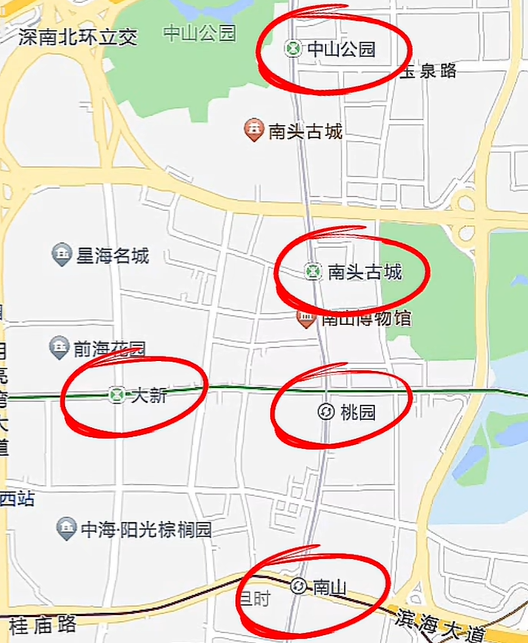 深南北环立交
中山公园
中山公园
玉泉路
南头古城
星海名城
南头古城
南山博物馆
前海花园
大新
桃园
大道
西站
中海·阳光棕榈园
南山
桂庙路
滨海大道